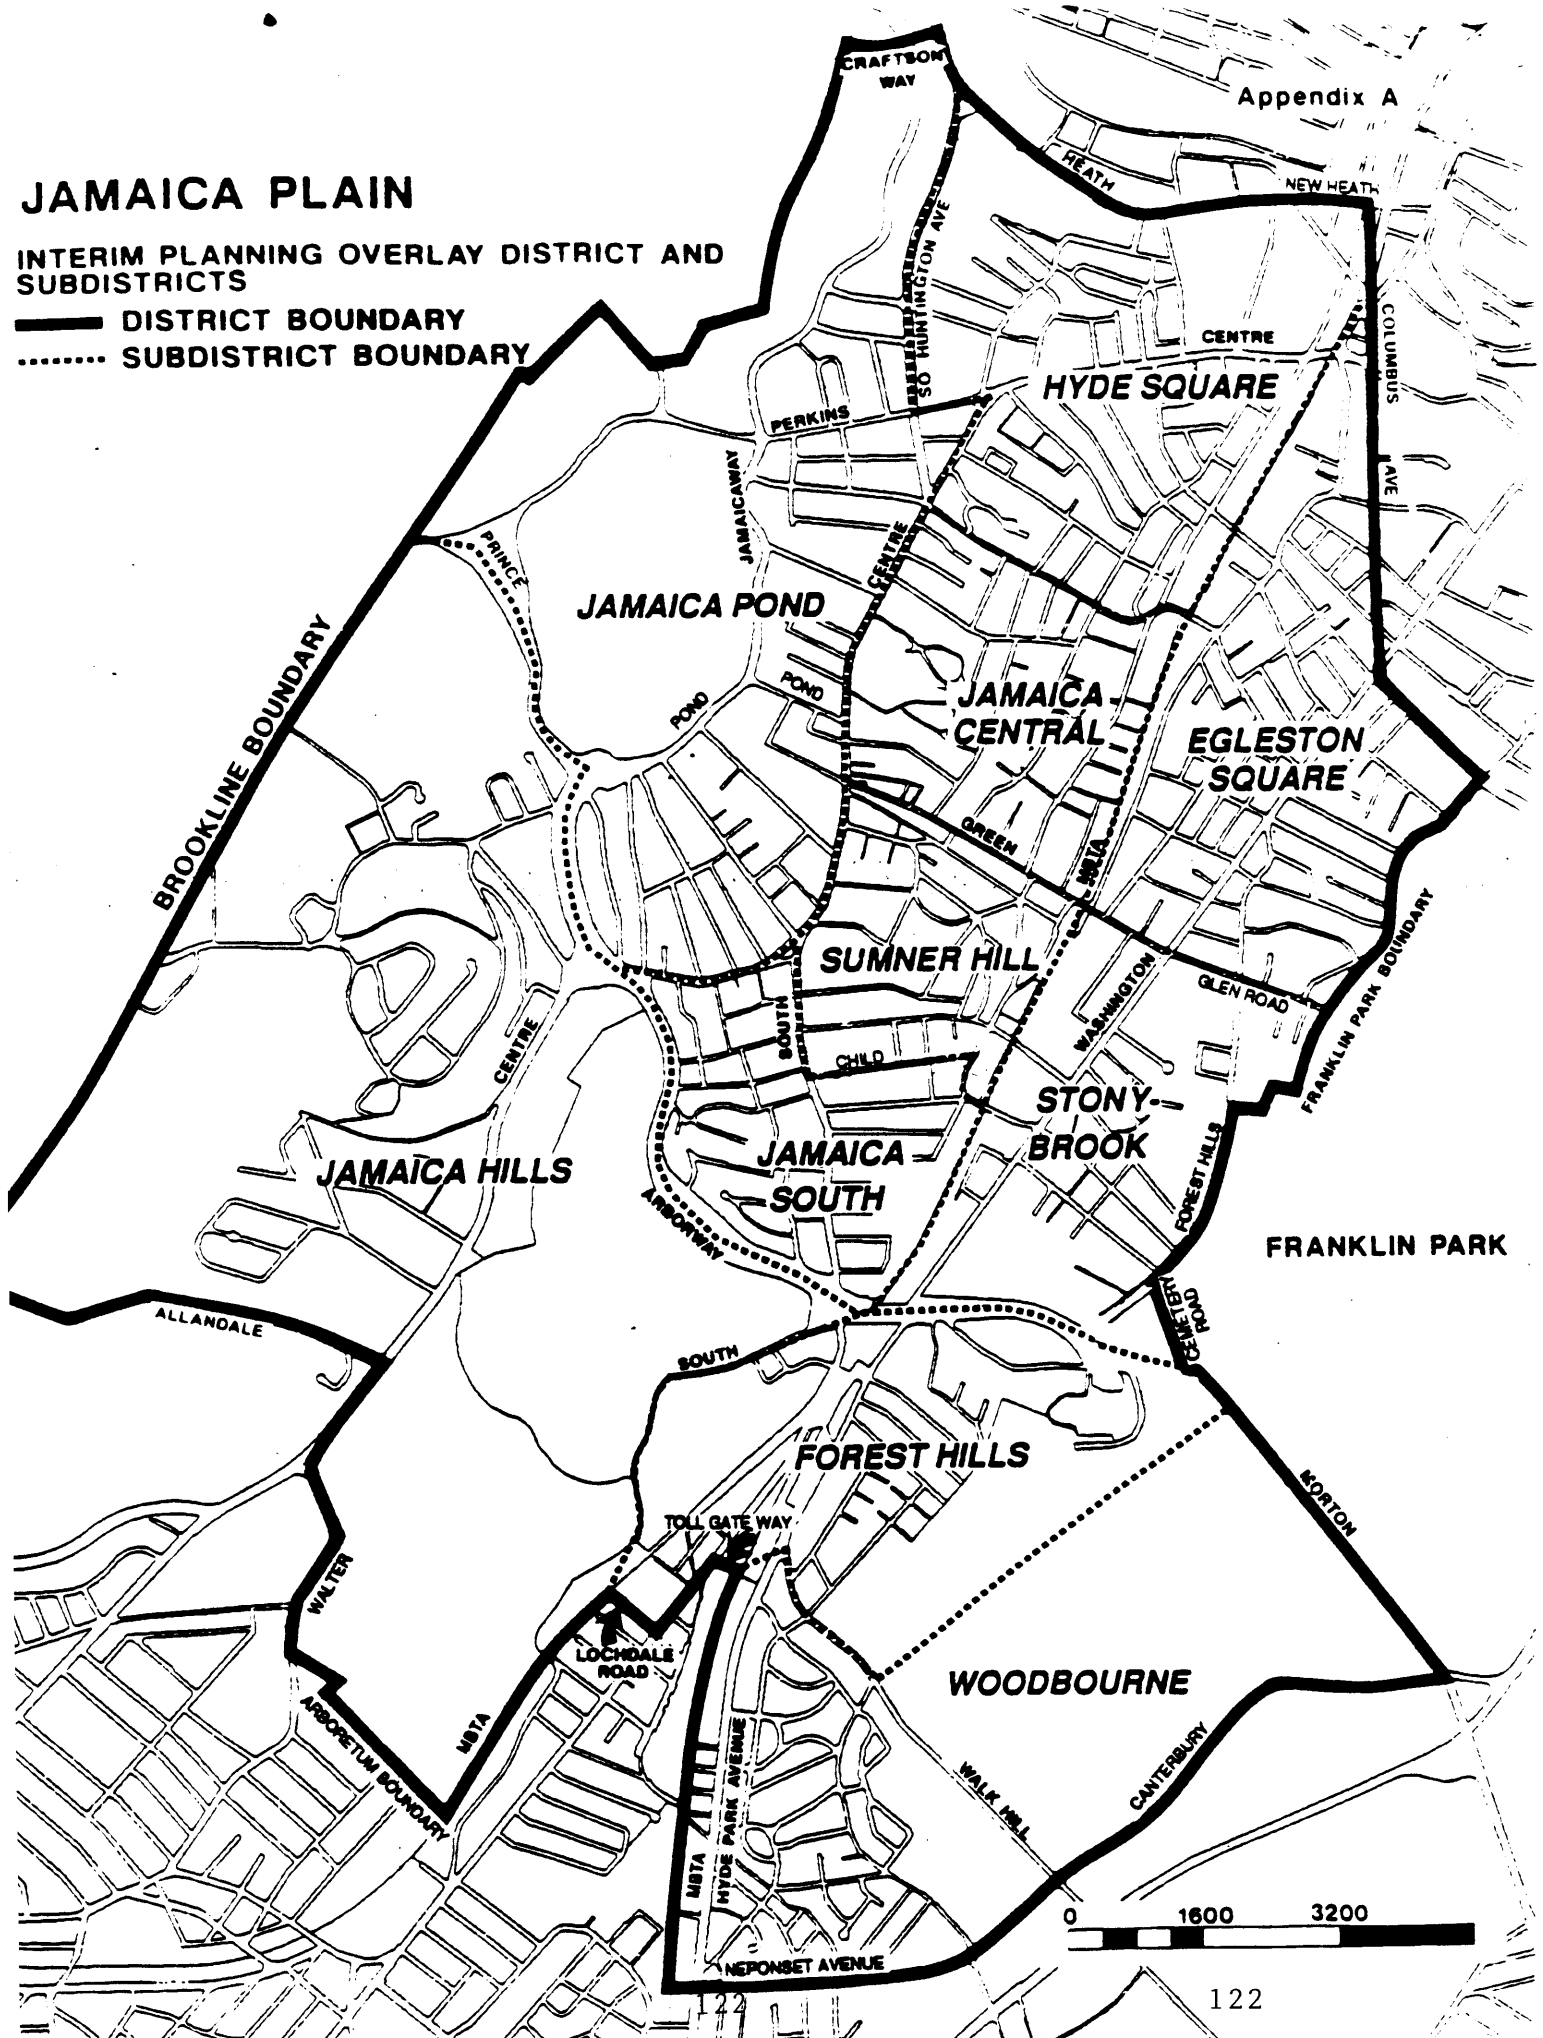 CRAFTSON
WAY
Appendix A
HEATH
NEW HEATH
JAMAICA PLAIN
INTERIM PLANNING OVERLAY DISTRICT AND
SUBDISTRICTS
DISTRICT BOUNDARY
SUBDISTRICT BOUNDARY
SO HUNTINGTON AVE
COLUMBUS
AVE
CENTRE
HYDE SQUARE
PERKINS
JAMAICAWAY
PRINCE
CENTRE
JAMAICA POND
BROOKLINE BOUNDARY
POND
POND
JAMAICA
CENTRAL
EGLESTON
SQUARE
GREEN
MBTA
FRANKLIN PARK BOUNDARY
SUMNER HILL
WASHINGTON
GLEN ROAD
SOUTH
CENTRE
CHILD
STONY
BROOK
JAMAICA HILLS
JAMAICA
SOUTH
FOREST HILLS
ARBORWAY
FRANKLIN PARK
CEMETERY
ROAD
ALLANDALE
SOUTH
FOREST HILLS
MORTON
TOLL GATE WAY
WALTER
LOCHDALE
ROAD
WOODBOURNE
ARBORETUM BOUNDARY
MBTA
HYDE PARK AVENUE
WALK HILL
CANTERBURY
MBTA
0 1600 3200
NEPONSET AVENUE
122
122